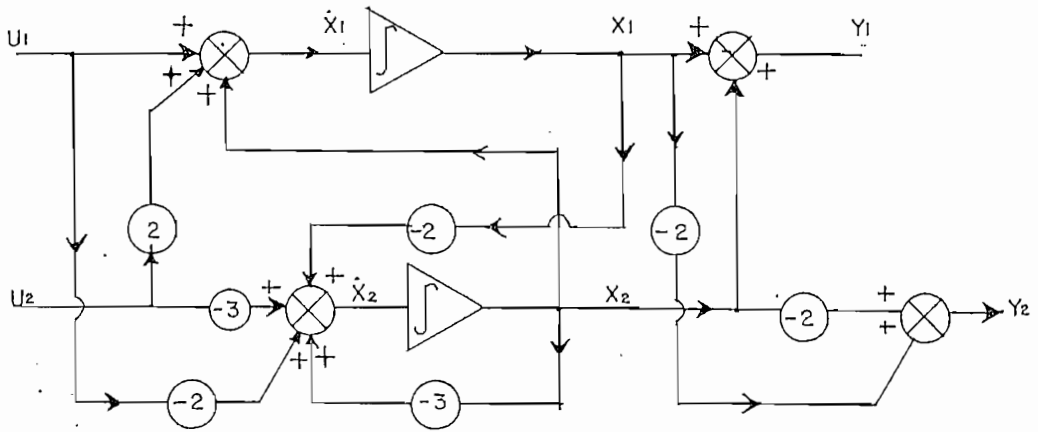 U1 + Ẋ1 ∫ X1 + Y1
+ + +
2 -2 -2
U2 -3 + + Ẋ2 ∫ X2 -2 + + Y2
-2 + + -3